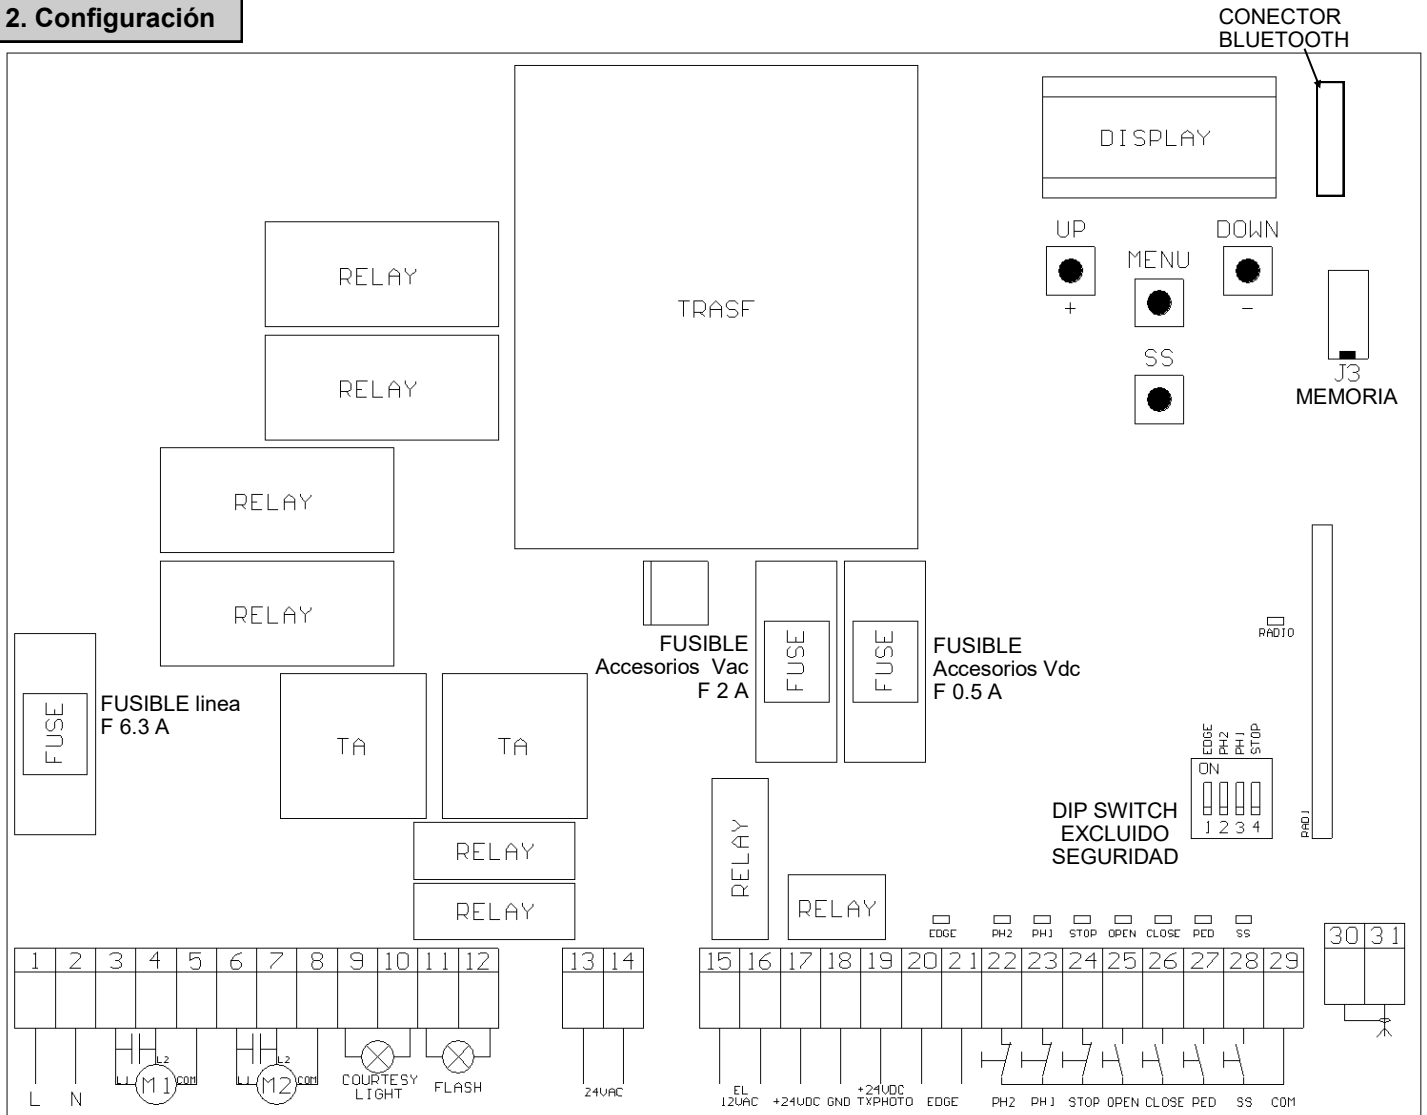 2. Configuración
CONECTOR
BLUETOOTH
DISPLAY
UP
DOWN
MENU
+
-
SS
J3
MEMORIA
RELAY
TRASF
RELAY
RELAY
RELAY
FUSE
FUSIBLE linea
F 6.3 A
TA
TA
FUSIBLE
Accesorios Vac
F 2 A
FUSE
FUSE
FUSIBLE
Accesorios Vdc
F 0.5 A
RADIO
EDGE
PH2
PH1
STOP
ON
1 2 3 4
DIP SWITCH
EXCLUIDO
SEGURIDAD
RAD1
RELAY
RELAY
RELAY
RELAY
EDGE PH2 PH1 STOP OPEN CLOSE PED SS
1 2 3 4 5 6 7 8 9 10 11 12
13 14
15 16 17 18 19 20 21 22 23 24 25 26 27 28 29
30 31
L N
L1 M1 L2 COM
L1 M2 L2 COM
COURTESY
LIGHT
FLASH
24VAC
EL
12VAC
+24VDC
GND
+24VDC
TXPHOTO
EDGE
PH2 PH1 STOP OPEN CLOSE PED SS COM